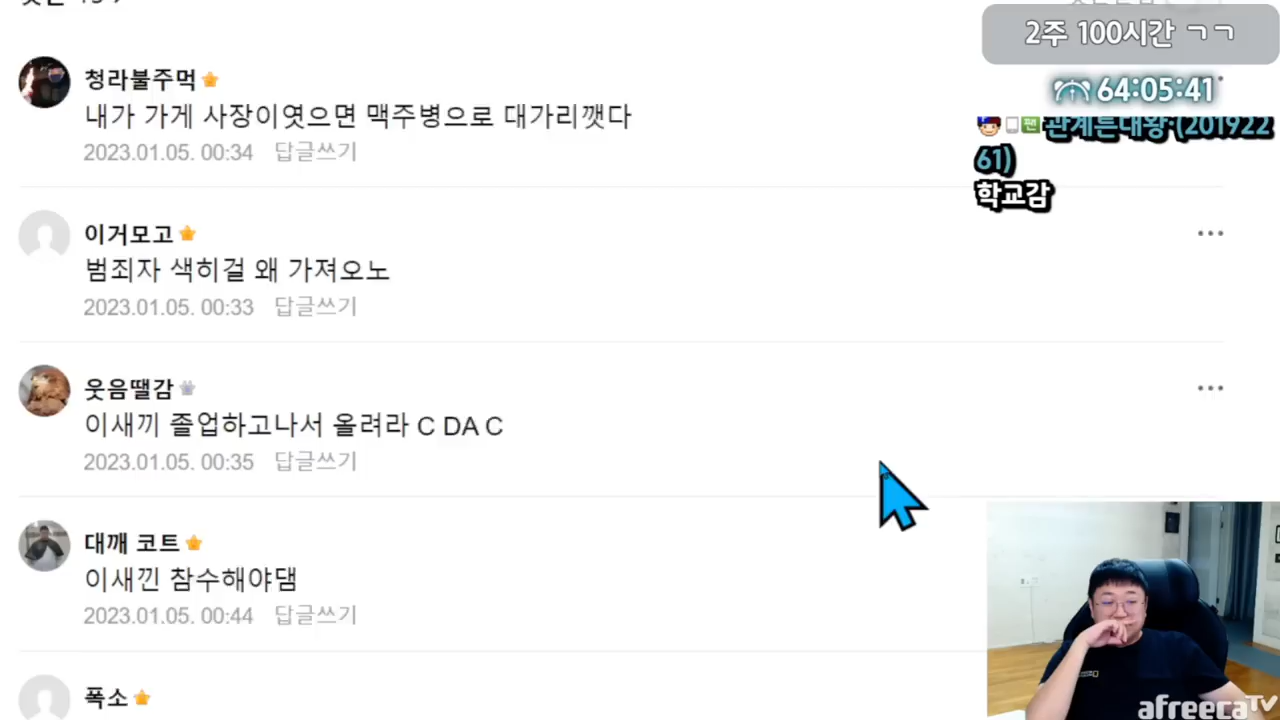 2주 100시간 ㄱㄱ
64:05:41
관계튼대왕:(201922
61)
학교감
청라불주먹
내가 가게 사장이엿으면 맥주병으로 대가리깻다
2023.01.05. 00:34 답글쓰기
이거모고
범죄자 색히걸 왜 가져오노
2023.01.05. 00:33 답글쓰기
웃음땔감
이새끼 졸업하고나서 올려라 C DA C
2023.01.05. 00:35 답글쓰기
대깨 코트
이새낀 참수해야댐
2023.01.05. 00:44 답글쓰기
폭소
afreecaTV